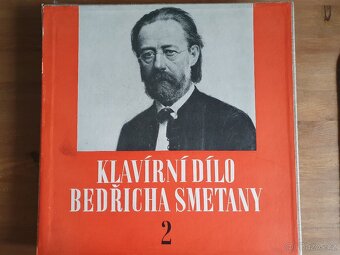 KLAVÍRNÍ DÍLO
BEDŘICHA SMETANY
2